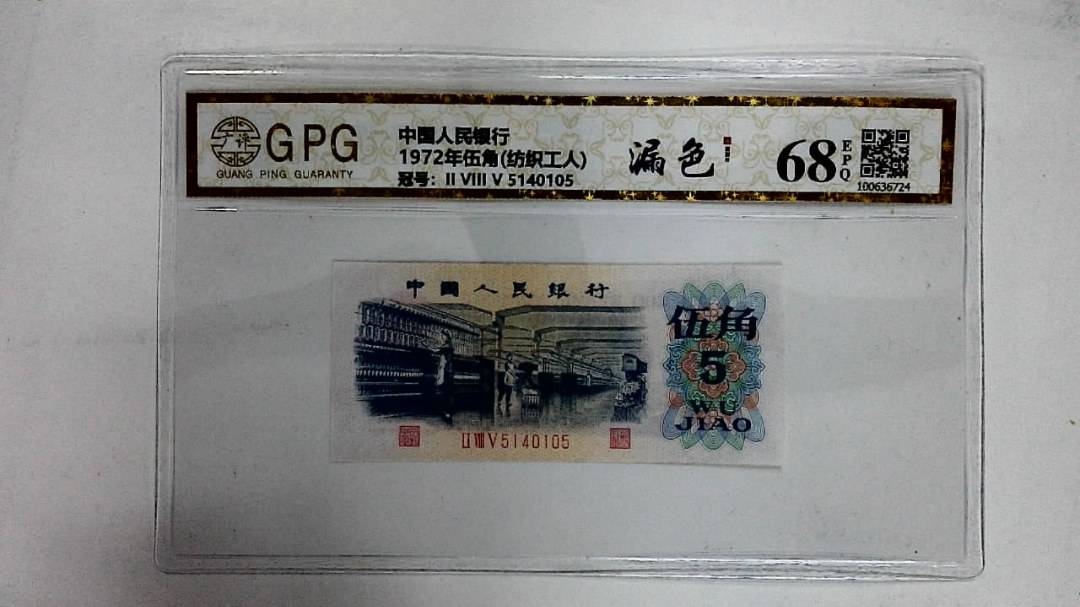 GPG
GUANG PING GUARANTY
中国人民银行
1972年伍角(纺织工人)
冠号: II VIII V 5140105
漏色
68
EPQ
100636724
中國人民銀行
伍角
5
WU
JIAO
II VIII V 5140105